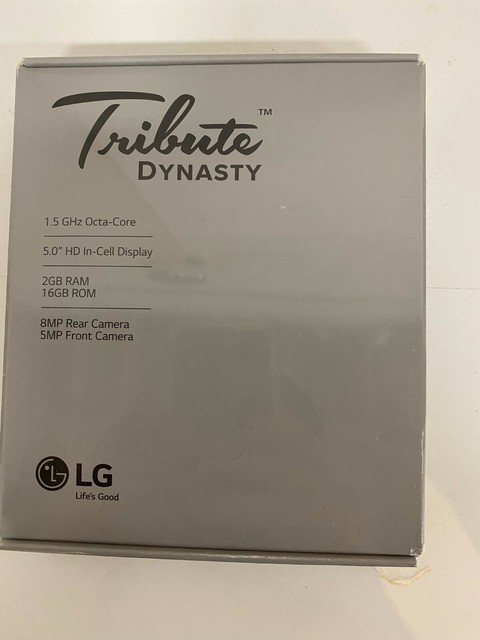 Tribute™
DYNASTY
1.5 GHz Octa-Core
5.0" HD In-Cell Display
2GB RAM
16GB ROM
8MP Rear Camera
5MP Front Camera
LG
Life's Good